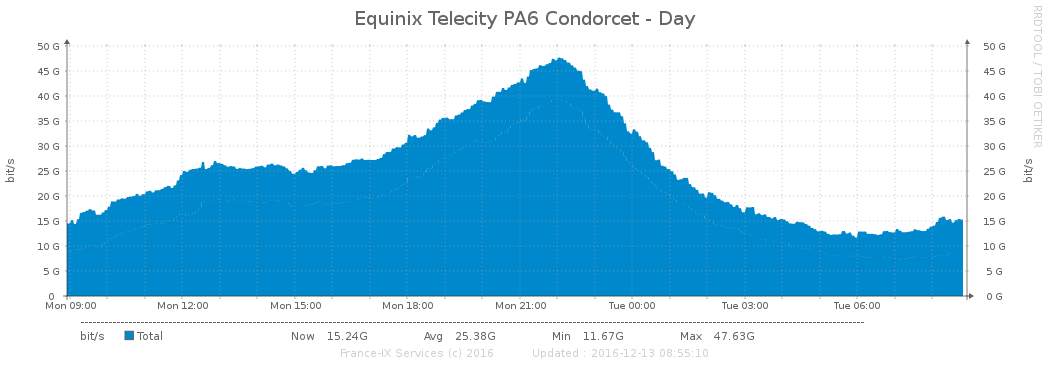 Equinix Telecity PA6 Condorcet - Day
RRDTOOL / TOBI OETIKER
bit/s
50 G
45 G
40 G
35 G
30 G
25 G
20 G
15 G
10 G
5 G
0
50 G
45 G
40 G
35 G
30 G
25 G
20 G
15 G
10 G
5 G
0 G
bit/s
Mon 09:00 Mon 12:00 Mon 15:00 Mon 18:00 Mon 21:00 Tue 00:00 Tue 03:00 Tue 06:00
bit/s Total Now 15.24G Avg 25.38G Min 11.67G Max 47.63G
France-IX Services (c) 2016 Updated : 2016-12-13 08:55:10